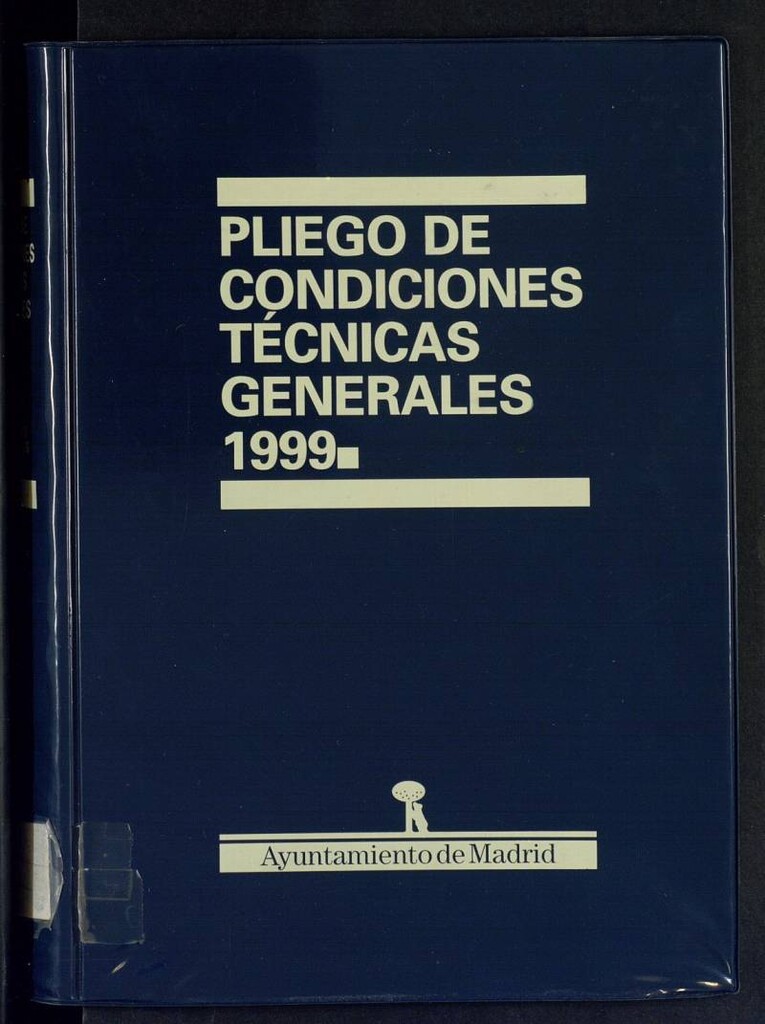 PLIEGO DE
CONDICIONES
TÉCNICAS
GENERALES
1999
Ayuntamiento de Madrid